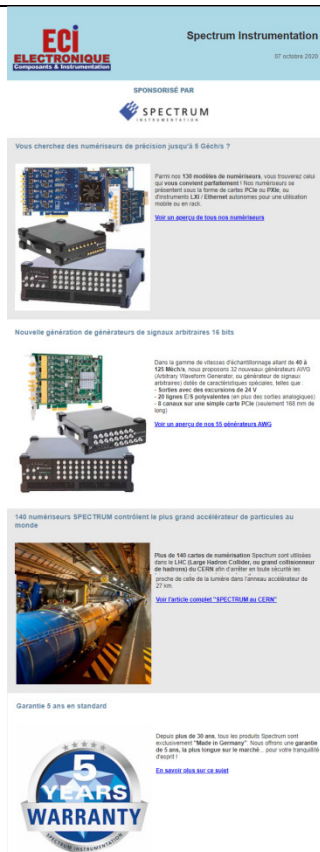 ECI
ELECTRONIQUE
Composants & Instrumentation
Spectrum Instrumentation
07 octobre 2020
SPONSORISÉ PAR
SPECTRUM
INSTRUMENTATION
Vous cherchez des numériseurs de précision jusqu'à 5 Géch/s ?
Parmi nos 130 modèles de numériseurs, vous trouverez celui
qui vous convient parfaitement ! Nos numériseurs se
présentent sous la forme de cartes PCIe ou PXIe, ou
d'instruments LXI / Ethernet autonomes pour une utilisation
mobile ou en rack.
Voir un aperçu de tous nos numériseurs
Nouvelle génération de générateurs de signaux arbitraires 16 bits
Dans la gamme de vitesses d'échantillonnage allant de 40 à
125 Méch/s, nous proposons 32 nouveaux générateurs AWG
(Arbitrary Waveform Generator, ou générateur de signaux
arbitraires) dotés de caractéristiques spéciales, telles que :
- Sorties avec des excursions de 24 V
- 20 lignes E/S polyvalentes (en plus des sorties analogiques)
- 8 canaux sur une simple carte PCIe (seulement 168 mm de
long)
Voir un aperçu de nos 55 générateurs AWG
140 numériseurs SPECTRUM contrôlent le plus grand accélérateur de particules au
monde
Plus de 140 cartes de numérisation Spectrum sont utilisées
dans le LHC (Large Hadron Collider, ou grand collisionneur
de hadrons) du CERN afin d'arrêter en toute sécurité les
proche de celle de la lumière dans l'anneau accélérateur de
27 km.
Voir l'article complet "SPECTRUM au CERN"
Garantie 5 ans en standard
5
YEARS
WARRANTY
SPECTRUM INSTRUMENTATION
Depuis plus de 30 ans, tous les produits Spectrum sont
exclusivement "Made in Germany". Nous offrons une garantie
de 5 ans, la plus longue sur le marché... pour votre tranquilité
d'esprit !
En savoir plus sur ce sujet